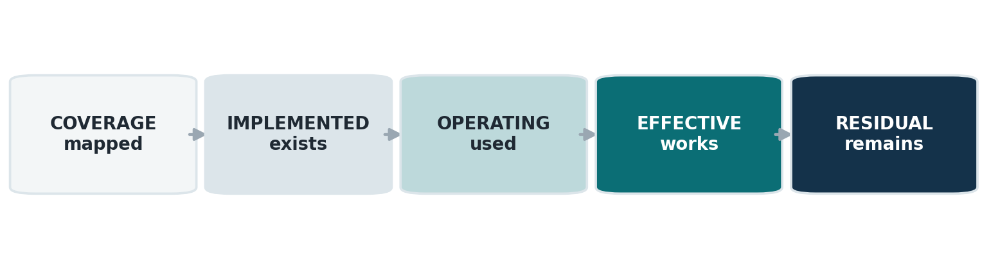 COVERAGE
mapped
IMPLEMENTED
exists
OPERATING
used
EFFECTIVE
works
RESIDUAL
remains